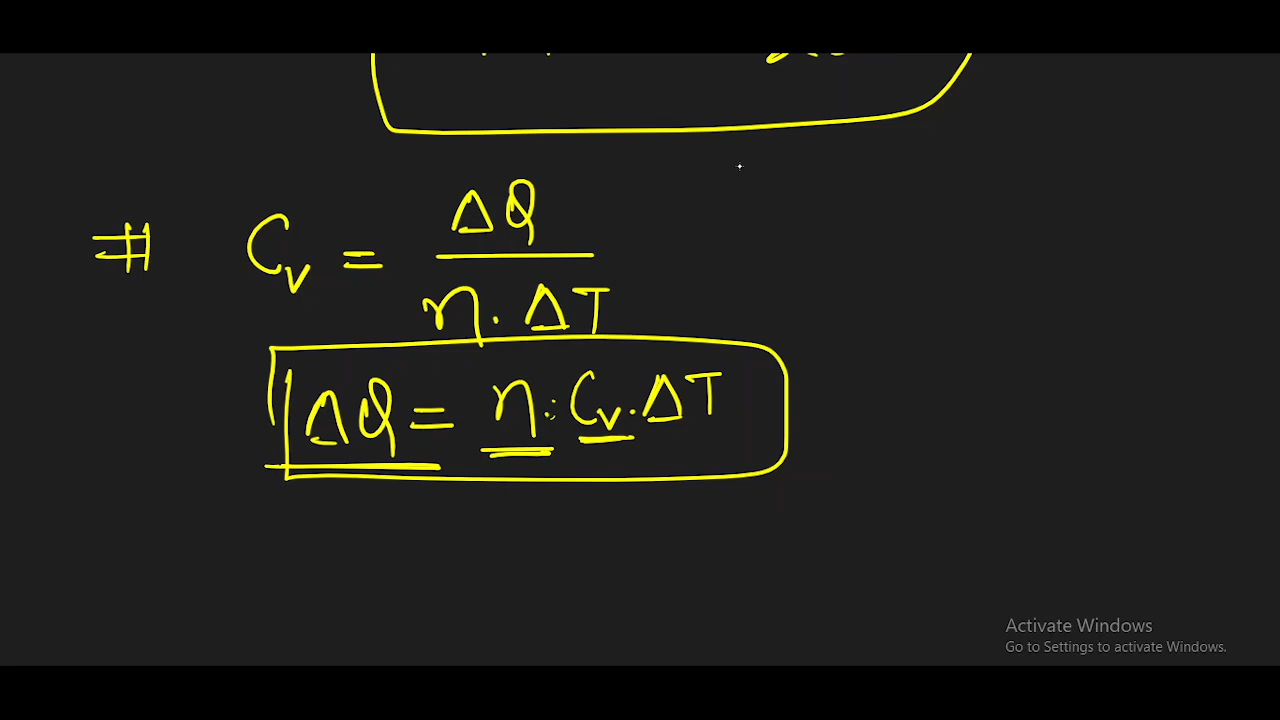 # Cv = ΔQ / n. ΔT
ΔQ = n. Cv. ΔT
Activate Windows
Go to Settings to activate Windows.